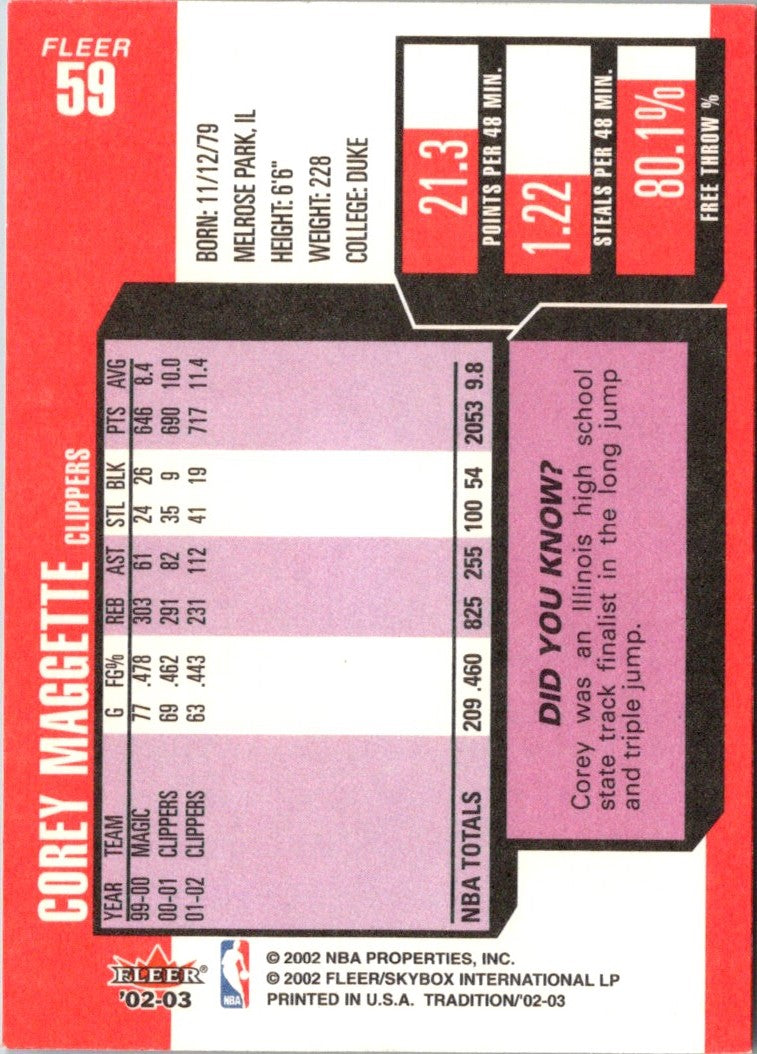 FLEER
59
COREY MAGGETTE CLIPPERS
BORN: 11/12/79
MELROSE PARK, IL
HEIGHT: 6'6"
WEIGHT: 228
COLLEGE: DUKE
YEAR TEAM G FG% REB AST STL BLK PTS AVG
99-00 MAGIC 77 .478 303 61 24 26 646 8.4
00-01 CLIPPERS 69 .462 291 82 35 9 690 10.0
01-02 CLIPPERS 63 .443 231 112 41 19 717 11.4
NBA TOTALS 209 .460 825 255 100 54 2053 9.8
21.3
POINTS PER 48 MIN.
1.22
STEALS PER 48 MIN.
80.1%
FREE THROW %
DID YOU KNOW?
Corey was an Illinois high school
state track finalist in the long jump
and triple jump.
FLEER®
'02-03
NBA
© 2002 NBA PROPERTIES, INC.
© 2002 FLEER/SKYBOX INTERNATIONAL LP
PRINTED IN U.S.A. TRADITION/'02-03